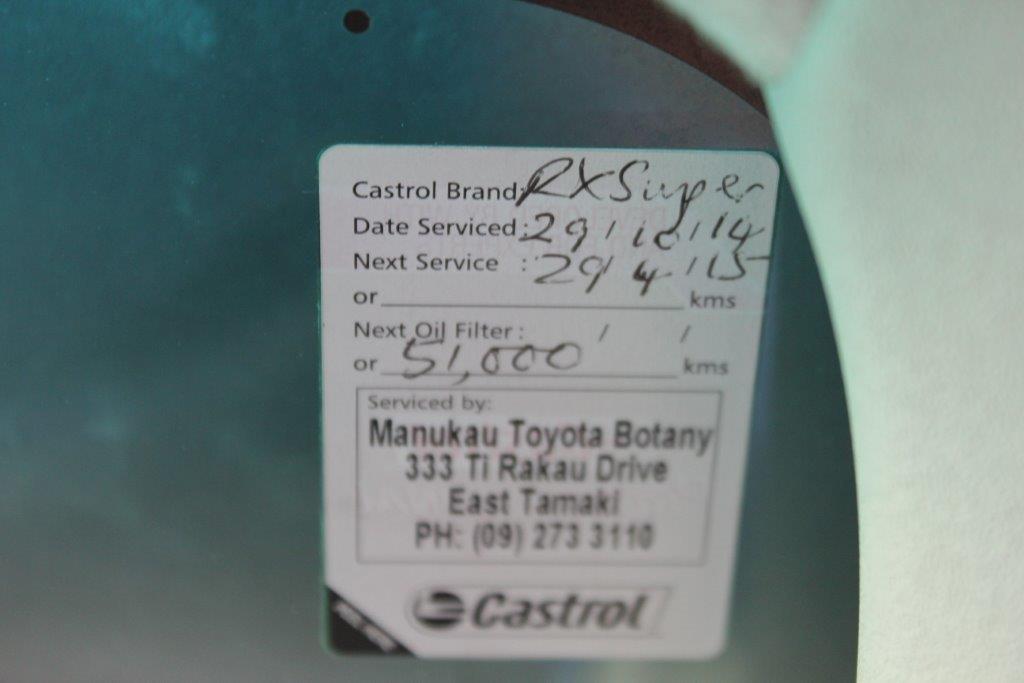 Castrol Brand: RX Super
Date Serviced: 29/10/14
Next Service : 29/4/15
or kms
Next Oil Filter: / /
or 51,000 kms
Serviced by:
Manukau Toyota Botany
333 Ti Rakau Drive
East Tamaki
PH: (09) 273 3110
Castrol